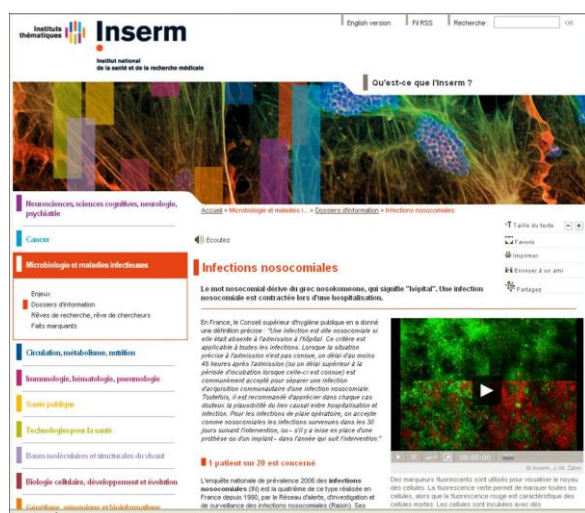 Instituts
thématiques
Inserm
Institut national
de la santé et de la recherche médicale
English version
Fil RSS
Recherche :
OK
Qu'est-ce que l'Inserm ?
Neurosciences, sciences cognitives, neurologie,
psychiatrie
Cancer
Microbiologie et maladies infectieuses
Enjeux
Dossiers d'information
Rêves de recherche, rêve de chercheurs
Faits marquants
Circulation, métabolisme, nutrition
Immunologie, hématologie, pneumologie
Santé publique
Technologies pour la santé
Bases moléculaires et structurales du vivant
Biologie cellulaire, développement et évolution
Génétique, génomique et bioinformatique
Accueil » Microbiologie et maladies i... » Dossiers d'information » Infections nosocomiales
Ecoutez
Taille du texte
Favoris
Imprimer
Envoyer à un ami
Partagez
Infections nosocomiales
Le mot nosocomial dérive du grec nosokomeone, qui signifie "hôpital". Une infection
nosocomiale est contractée lors d'une hospitalisation.
En France, le Conseil supérieur d'hygiène publique en a donné
une définition précise : "Une infection est dite nosocomiale si
elle était absente à l'admission à l'hôpital. Ce critère est
applicable à toutes les infections. Lorsque la situation
précise à l'admission n'est pas connue, un délai d'au moins
48 heures après l'admission (ou un délai supérieur à la
période d'incubation lorsque celle-ci est connue) est
communément accepté pour séparer une infection
d'acquisition communautaire d'une infection nosocomiale.
Toutefois, il est recommandé d'apprécier dans chaque cas
douteux la plausibilité du lien causal entre hospitalisation et
infection. Pour les infections de plaie opératoire, on accepte
comme nosocomiales les infections survenues dans les 30
jours suivant l'intervention, ou - s'il y a mise en place d'une
prothèse ou d'un implant - dans l'année qui suit l'intervention."
1 patient sur 20 est concerné
L'enquête nationale de prévalence 2006 des infections
nosocomiales (IN) est la quatrième de ce type réalisée en
France depuis 1990, par le Réseau d'alerte, d'investigation et
de surveillance des infections nosocomiales (Raisin). Ses
00:00:00
© Inserm, J.-M. Zahm
Des marqueurs fluorescents sont utilisés pour visualiser le noyau
des cellules. La fluorescence verte permet de marquer toutes les
cellules, alors que la fluorescence rouge est caractéristique des
cellules mortes. Les cellules sont incubées avec des